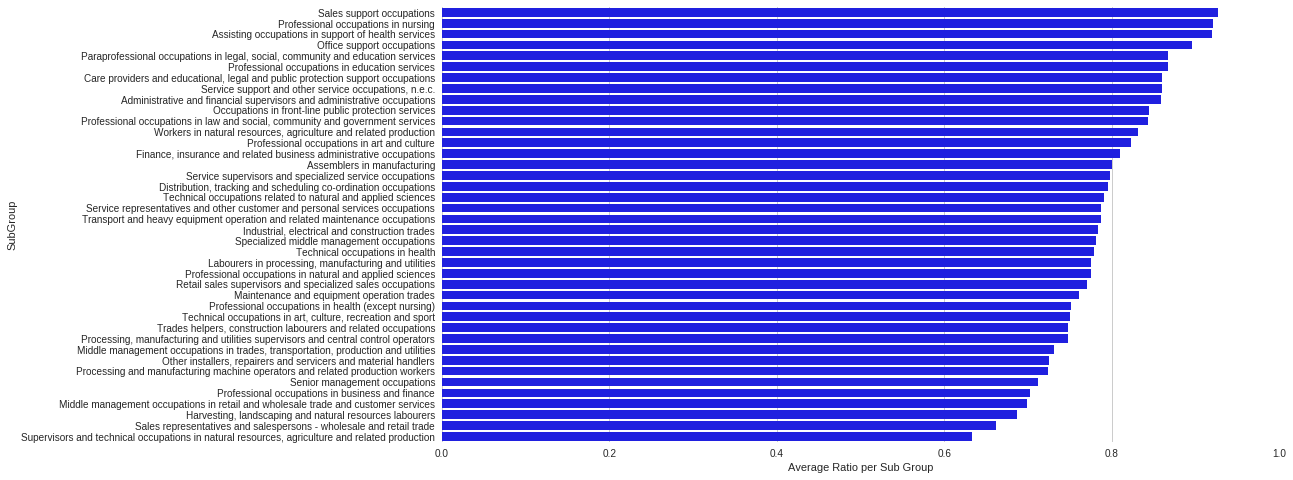 Sales support occupations
Professional occupations in nursing
Assisting occupations in support of health services
Office support occupations
Paraprofessional occupations in legal, social, community and education services
Professional occupations in education services
Care providers and educational, legal and public protection support occupations
Service support and other service occupations, n.e.c.
Administrative and financial supervisors and administrative occupations
Occupations in front-line public protection services
Professional occupations in law and social, community and government services
Workers in natural resources, agriculture and related production
Professional occupations in art and culture
Finance, insurance and related business administrative occupations
Assemblers in manufacturing
Service supervisors and specialized service occupations
Distribution, tracking and scheduling co-ordination occupations
Technical occupations related to natural and applied sciences
Service representatives and other customer and personal services occupations
Transport and heavy equipment operation and related maintenance occupations
Industrial, electrical and construction trades
Specialized middle management occupations
Technical occupations in health
Labourers in processing, manufacturing and utilities
Professional occupations in natural and applied sciences
Retail sales supervisors and specialized sales occupations
Maintenance and equipment operation trades
Professional occupations in health (except nursing)
Technical occupations in art, culture, recreation and sport
Trades helpers, construction labourers and related occupations
Processing, manufacturing and utilities supervisors and central control operators
Middle management occupations in trades, transportation, production and utilities
Other installers, repairers and servicers and material handlers
Processing and manufacturing machine operators and related production workers
Senior management occupations
Professional occupations in business and finance
Middle management occupations in retail and wholesale trade and customer services
Harvesting, landscaping and natural resources labourers
Sales representatives and salespersons - wholesale and retail trade
Supervisors and technical occupations in natural resources, agriculture and related production
SubGroup
0.0 0.2 0.4 0.6 0.8 1.0
Average Ratio per Sub Group